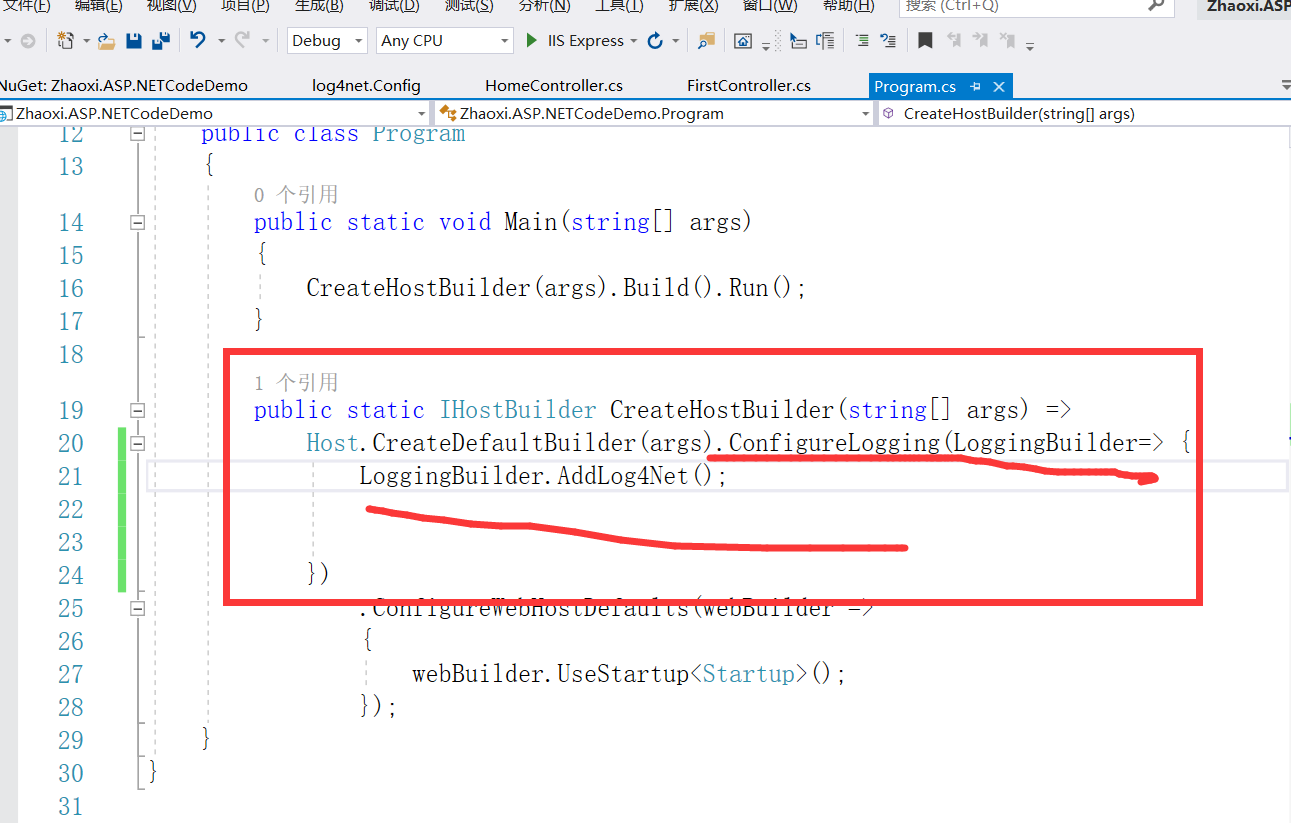 文件(F) 编辑(E) 视图(V) 项目(P) 生成(B) 调试(D) 测试(S) 分析(N) 工具(T) 扩展(X) 窗口(W) 帮助(H) 搜索 (Ctrl+Q) Zhaoxi.ASP
Debug Any CPU IIS Express
NuGet: Zhaoxi.ASP.NETCodeDemo log4net.Config HomeController.cs FirstController.cs Program.cs
Zhaoxi.ASP.NETCodeDemo Zhaoxi.ASP.NETCodeDemo.Program CreateHostBuilder(string[] args)
12 public class Program
13 {
0 个引用
14 public static void Main(string[] args)
15 {
16 CreateHostBuilder(args).Build().Run();
17 }
18
1 个引用
19 public static IHostBuilder CreateHostBuilder(string[] args) =>
20 Host.CreateDefaultBuilder(args).ConfigureLogging(LoggingBuilder=> {
21 LoggingBuilder.AddLog4Net();
22
23
24 })
25 .ConfigureWebHostDefaults(webBuilder =>
26 {
27 webBuilder.UseStartup<Startup>();
28 });
29 }
30 }
31